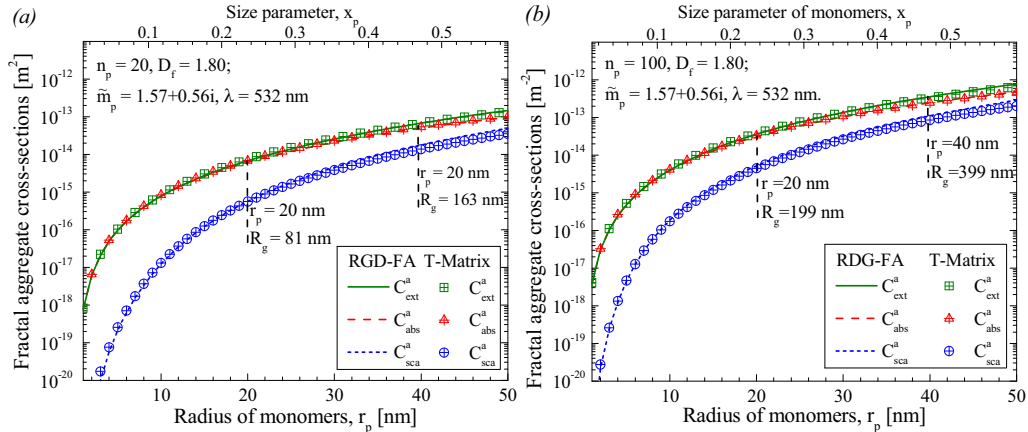 (a)
Size parameter, x_p
0.1 0.2 0.3 0.4 0.5
n_p = 20, D_f = 1.80;
m̃_p = 1.57+0.56i, λ = 532 nm
r_p = 20 nm
R_g = 81 nm
r_p = 20 nm
R_g = 163 nm
RGD-FA T-Matrix
C^a_ext C^a_ext
C^a_abs C^a_abs
C^a_sca C^a_sca
Fractal aggregate cross-sections [m²]
10^-12
10^-13
10^-14
10^-15
10^-16
10^-17
10^-18
10^-19
10^-20
10 20 30 40 50
Radius of monomers, r_p [nm]
(b)
Size parameter of monomers, x_p
0.1 0.2 0.3 0.4 0.5
n_p = 100, D_f = 1.80;
m̃_p = 1.57+0.56i, λ = 532 nm.
r_p = 20 nm
R_g = 199 nm
r_p = 40 nm
R_g = 399 nm
RDG-FA T-Matrix
C^a_ext C^a_ext
C^a_abs C^a_abs
C^a_sca C^a_sca
Fractal aggregate cross-sections [m^-2]
10^-12
10^-13
10^-14
10^-15
10^-16
10^-17
10^-18
10^-19
10^-20
10 20 30 40 50
Radius of monomers, r_p [nm]